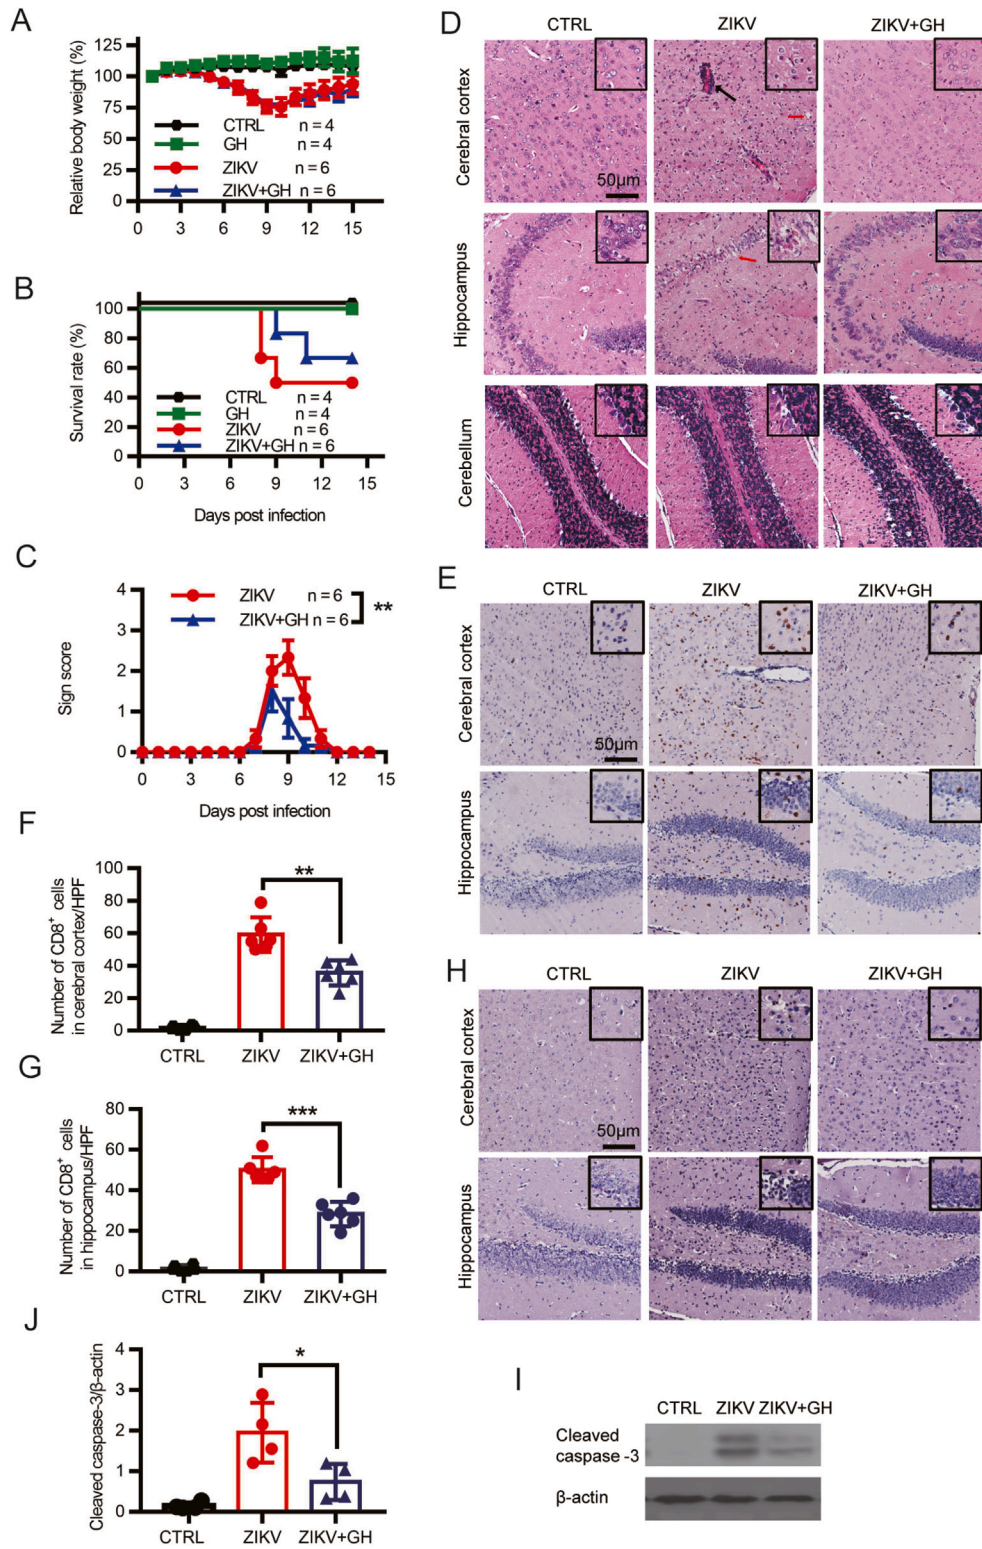 A
Relative body weight (%)
125
100
75
50
25
0
CTRL n = 4
GH n = 4
ZIKV n = 6
ZIKV+GH n = 6
0 3 6 9 12 15
B
Survival rate (%)
100
80
60
40
20
0
CTRL n = 4
GH n = 4
ZIKV n = 6
ZIKV+GH n = 6
0 3 6 9 12 15
Days post infection
C
Sign score
4
3
2
1
0
ZIKV n = 6
ZIKV+GH n = 6
**
0 3 6 9 12 15
Days post infection
D
CTRL ZIKV ZIKV+GH
Cerebral cortex
50μm
Hippocampus
Cerebellum
E
CTRL ZIKV ZIKV+GH
Cerebral cortex
50μm
Hippocampus
F
Number of CD8⁺ cells
in cerebral cortex/HPF
100
80
60
40
20
0
**
CTRL ZIKV ZIKV+GH
G
Number of CD8⁺ cells
in hippocampus/HPF
80
60
40
20
0
***
CTRL ZIKV ZIKV+GH
H
CTRL ZIKV ZIKV+GH
Cerebral cortex
50μm
Hippocampus
J
Cleaved caspase-3/β-actin
4
3
2
1
0
*
CTRL ZIKV ZIKV+GH
I
CTRL ZIKV ZIKV+GH
Cleaved
caspase -3
β-actin